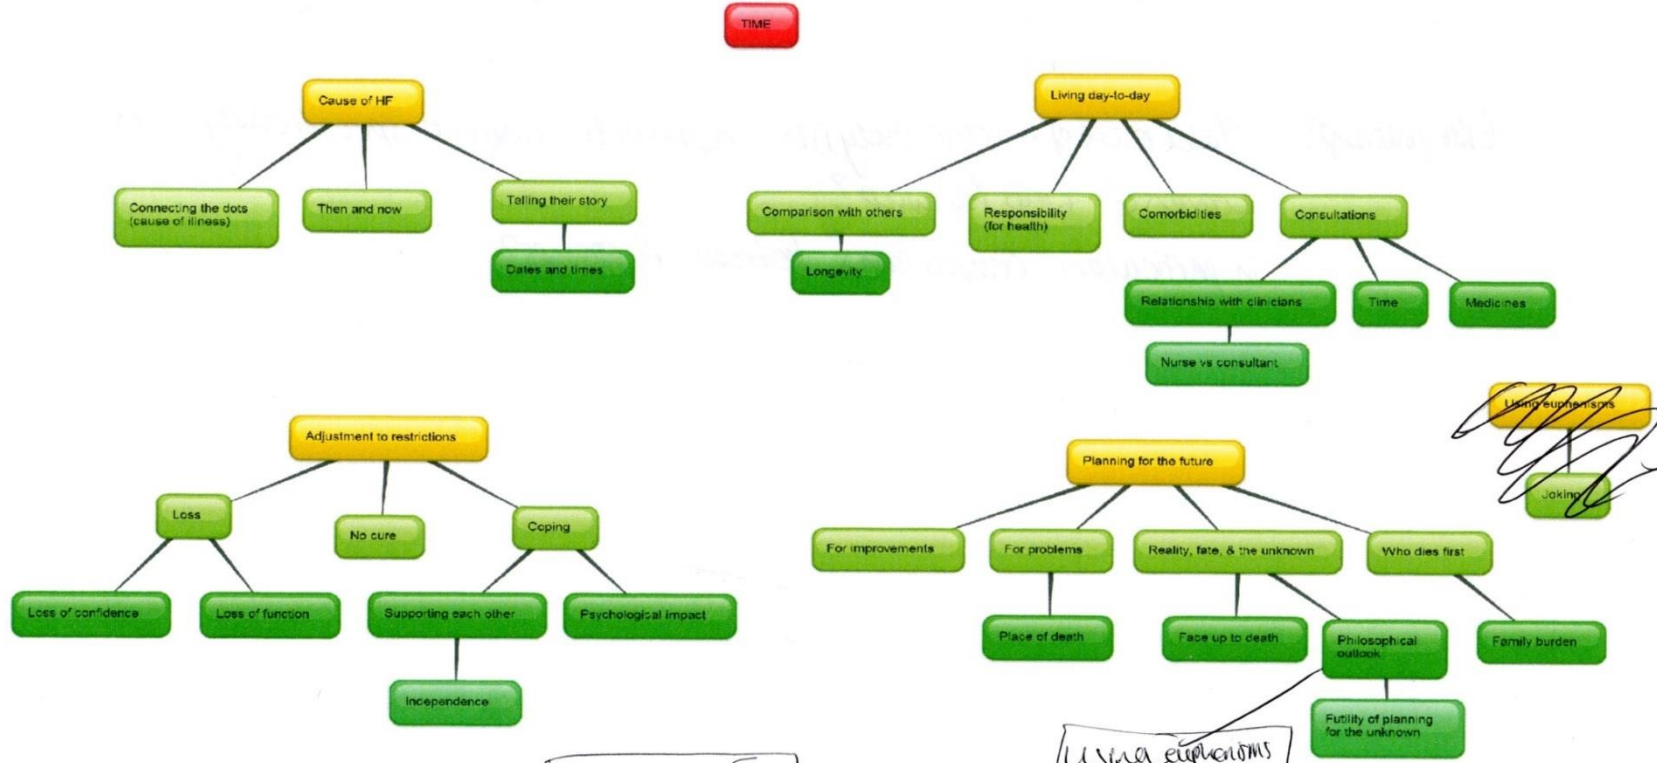 TIME
Cause of HF
Connecting the dots
(cause of illness)
Then and now
Telling their story
Dates and times
Living day-to-day
Comparison with others
Longevity
Responsibility
(for health)
Comorbidities
Consultations
Relationship with clinicians
Time
Medicines
Nurse vs consultant
Using euphenisms
Joking
Adjustment to restrictions
Loss
No cure
Coping
Loss of confidence
Loss of function
Supporting each other
Psychological impact
Independence
Planning for the future
For improvements
For problems
Reality, fate, & the unknown
Who dies first
Place of death
Face up to death
Philosophical
outlook
Family burden
Futility of planning
for the unknown
Using euphenisms